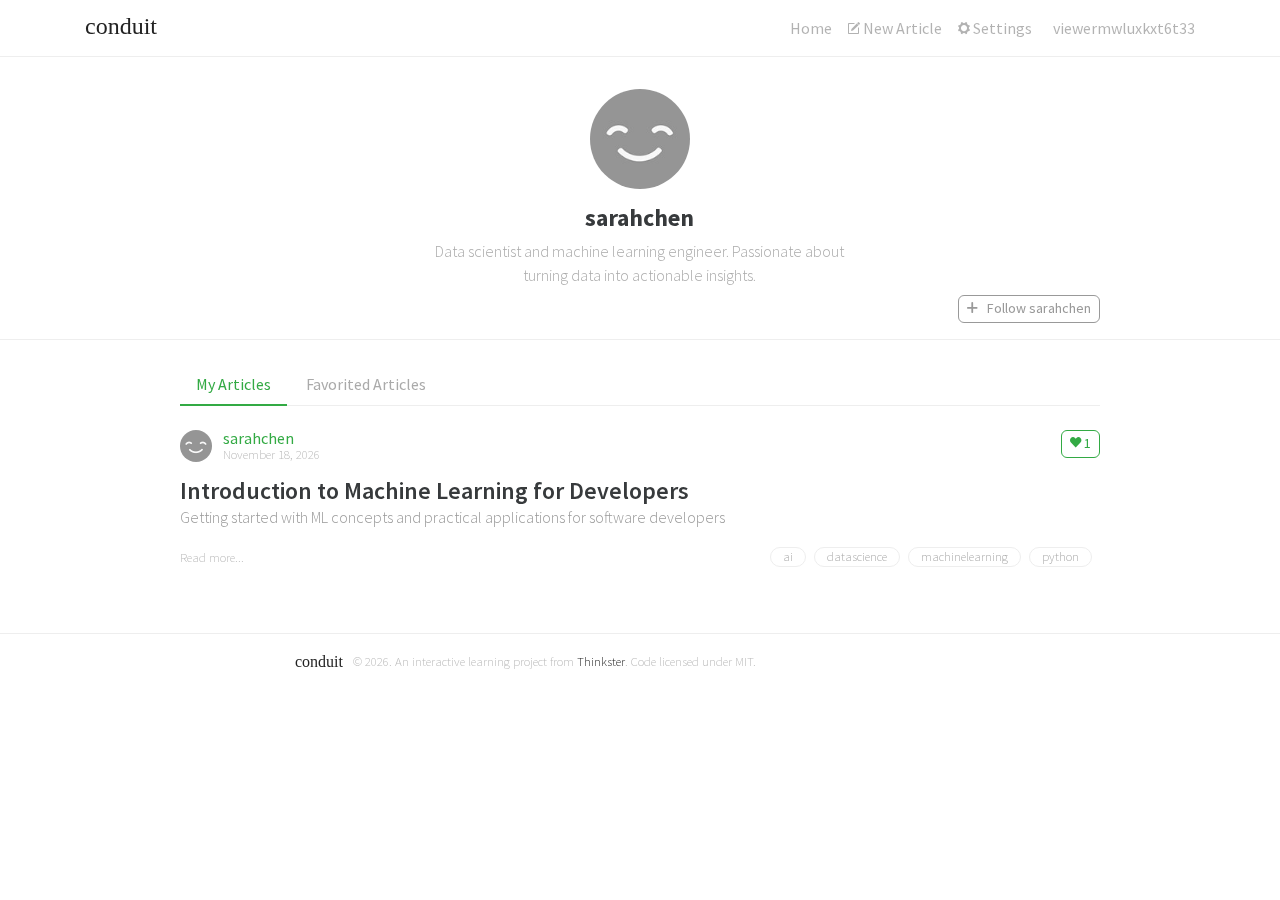 conduit
Home New Article Settings viewermwluxkxt6t33
sarahchen
Data scientist and machine learning engineer. Passionate about
turning data into actionable insights.
+ Follow sarahchen
My Articles Favorited Articles
sarahchen
November 18, 2026
1
Introduction to Machine Learning for Developers
Getting started with ML concepts and practical applications for software developers
Read more... ai datascience machinelearning python
conduit © 2026. An interactive learning project from Thinkster. Code licensed under MIT.